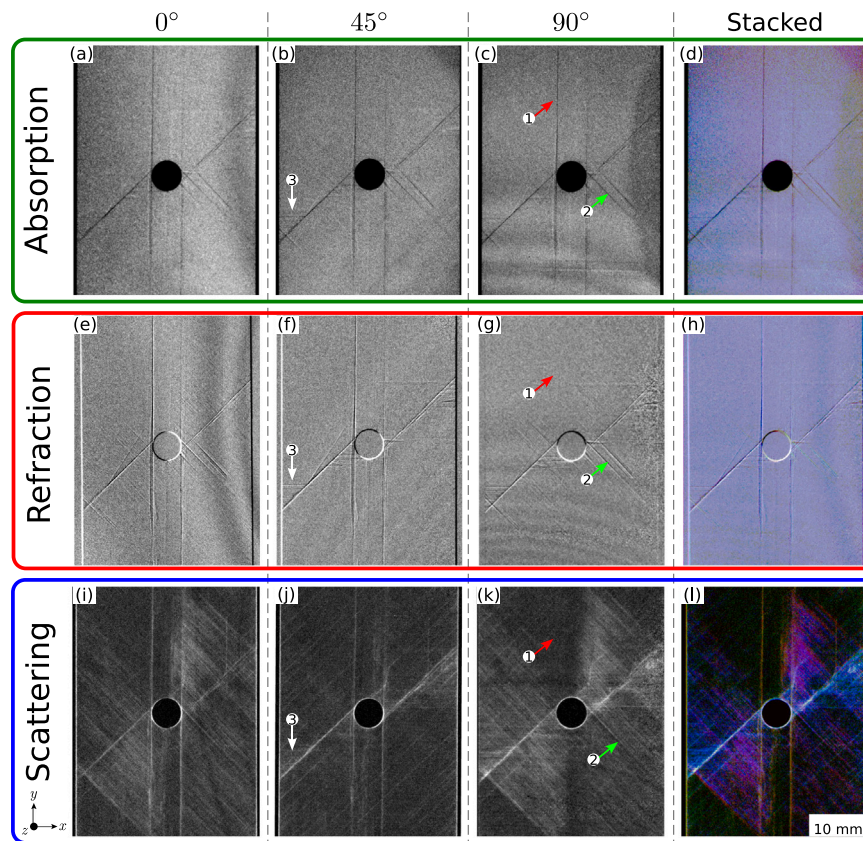 0° 45° 90° Stacked
Absorption
(a) (b) (c) (d)
1
3
2
Refraction
(e) (f) (g) (h)
1
3
2
Scattering
(i) (j) (k) (l)
1
3
2
y
z x
10 mm